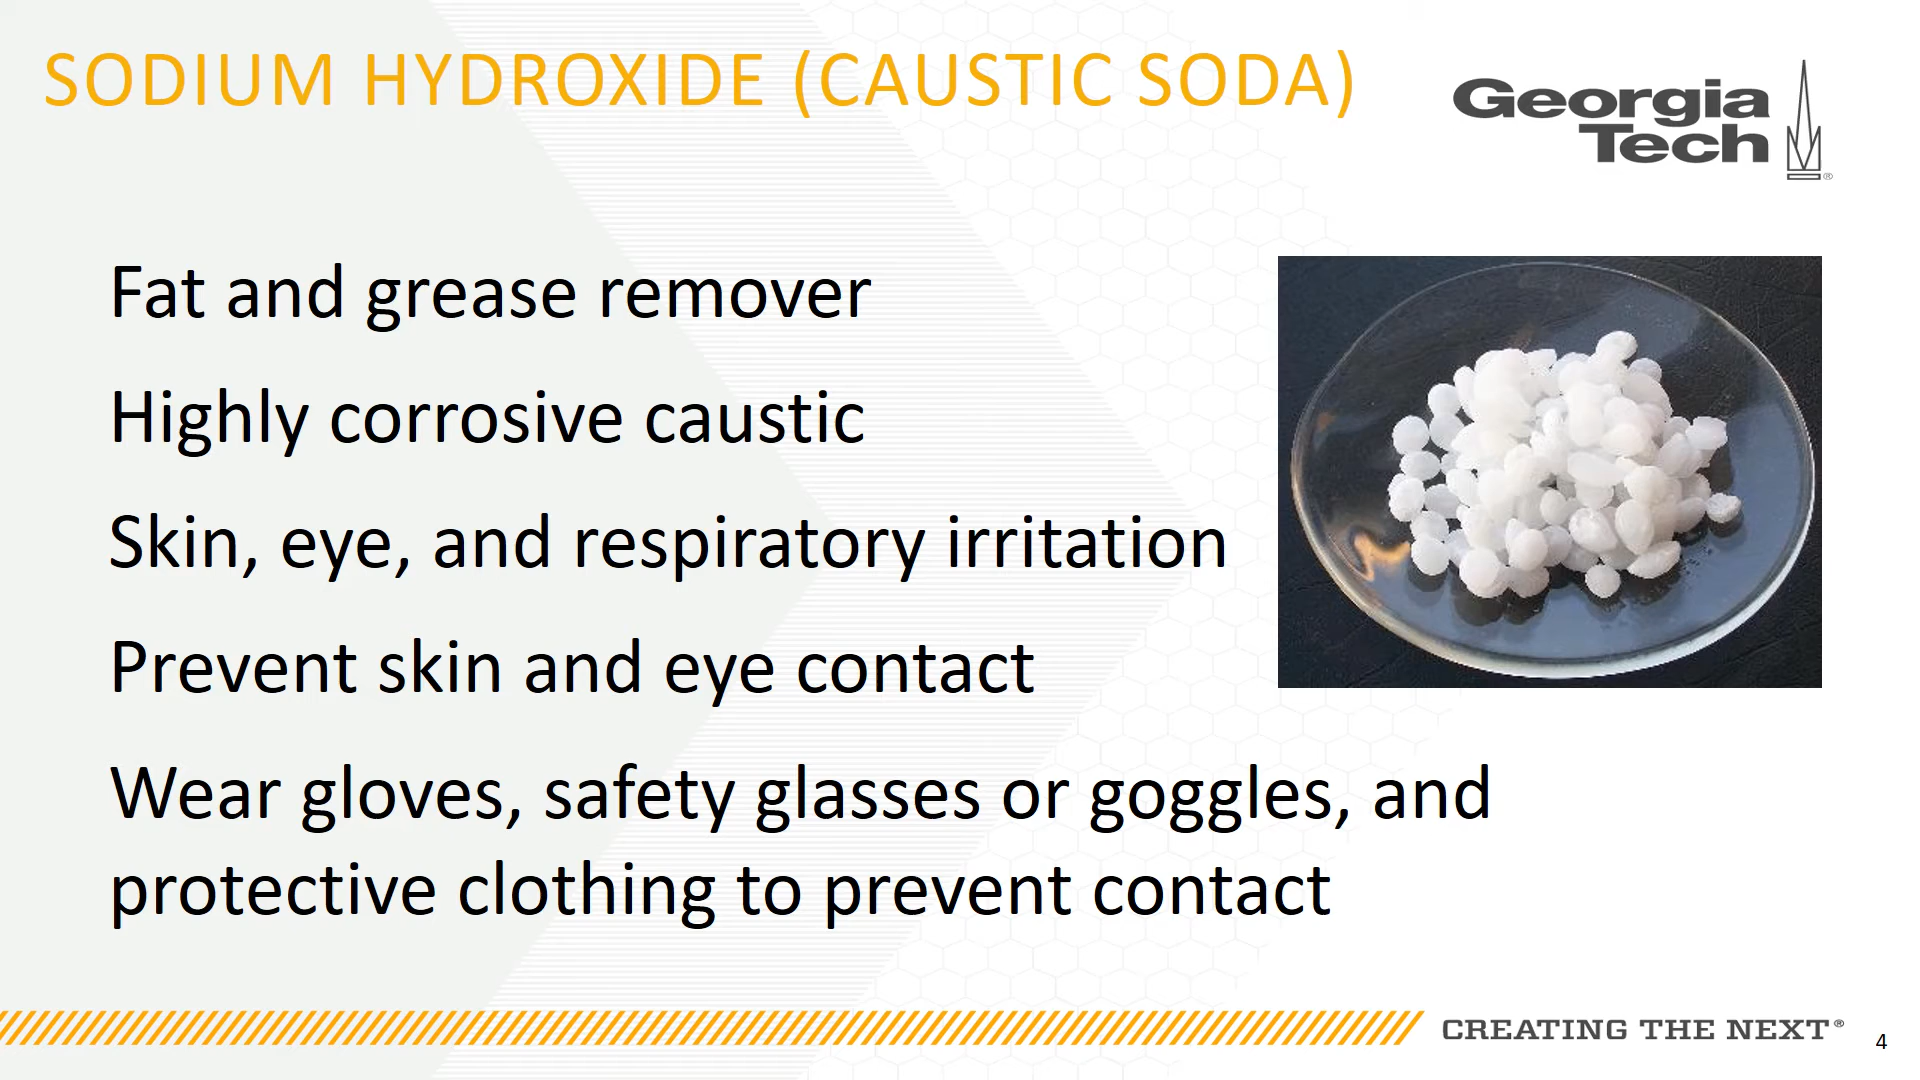 SODIUM HYDROXIDE (CAUSTIC SODA)
Georgia
Tech
®
Fat and grease remover
Highly corrosive caustic
Skin, eye, and respiratory irritation
Prevent skin and eye contact
Wear gloves, safety glasses or goggles, and
protective clothing to prevent contact
CREATING THE NEXT®
4